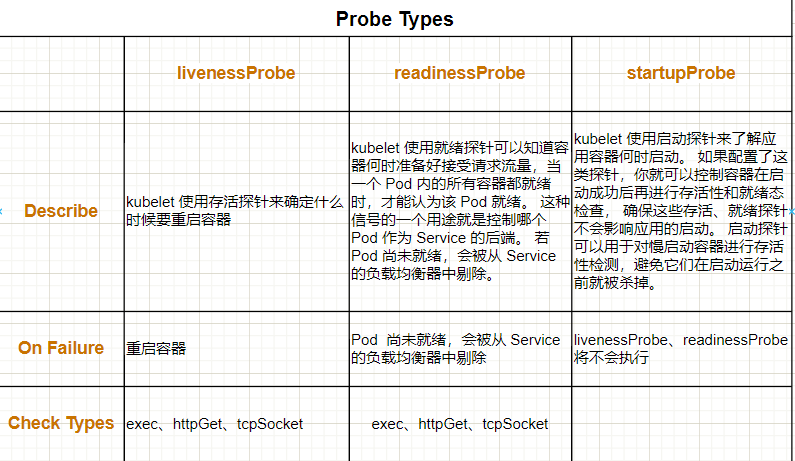 Probe Types
livenessProbe
readinessProbe
startupProbe
Describe
kubelet 使用存活探针来确定什么
时候要重启容器
kubelet 使用就绪探针可以知道容
器何时准备好接受请求流量，当
一个 Pod 内的所有容器都就绪
时，才能认为该 Pod 就绪。 这种
信号的一个用途就是控制哪个
Pod 作为 Service 的后端。 若
Pod 尚未就绪，会被从 Service
的负载均衡器中剔除。
kubelet 使用启动探针来了解应
用容器何时启动。 如果配置了这
类探针，你就可以控制容器在启
动成功后再进行存活性和就绪态
检查， 确保这些存活、就绪探针
不会影响应用的启动。 启动探针
可以用于对慢启动容器进行存活
性检测，避免它们在启动运行之
前就被杀掉。
On Failure
重启容器
Pod 尚未就绪，会被从 Service
的负载均衡器中剔除
livenessProbe、readinessProbe
将不会执行
Check Types
exec、httpGet、tcpSocket
exec、httpGet、tcpSocket